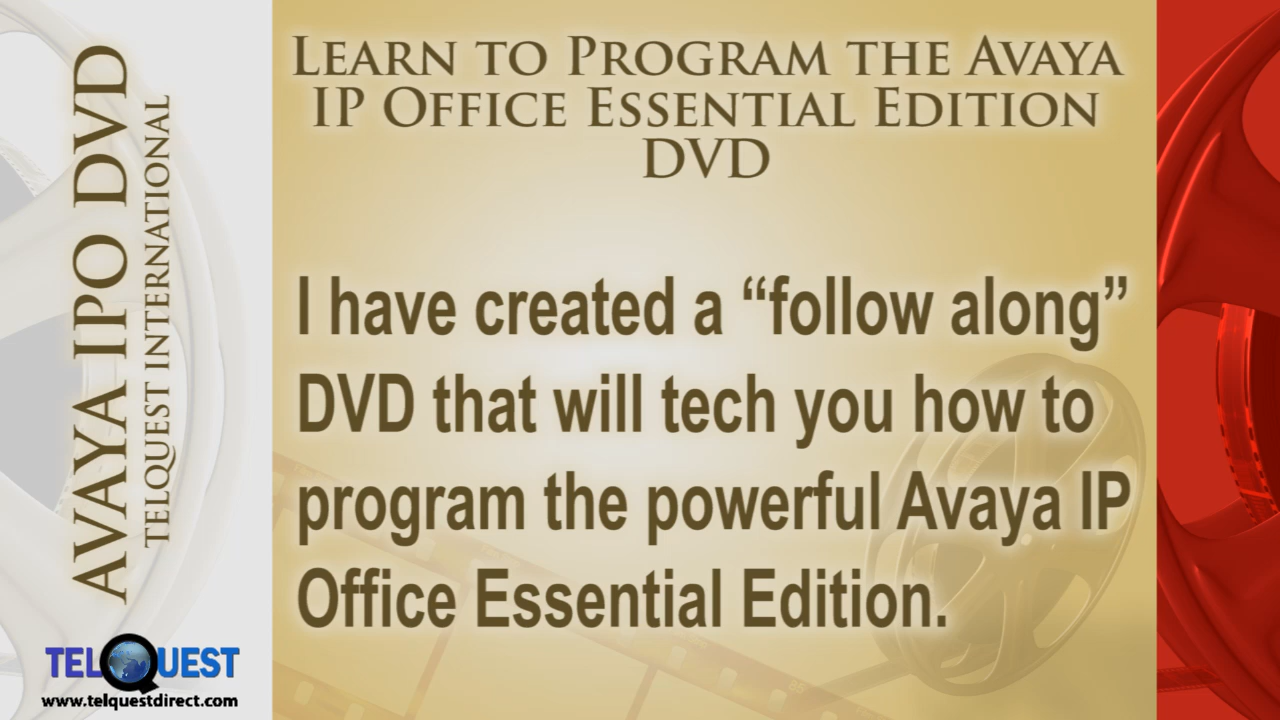 LEARN TO PROGRAM THE AVAYA
IP OFFICE ESSENTIAL EDITION
DVD
I have created a “follow along”
DVD that will tech you how to
program the powerful Avaya IP
Office Essential Edition.
AVAYA IPO DVD
TELQUEST INTERNATIONAL
TELQUEST
www.telquestdirect.com